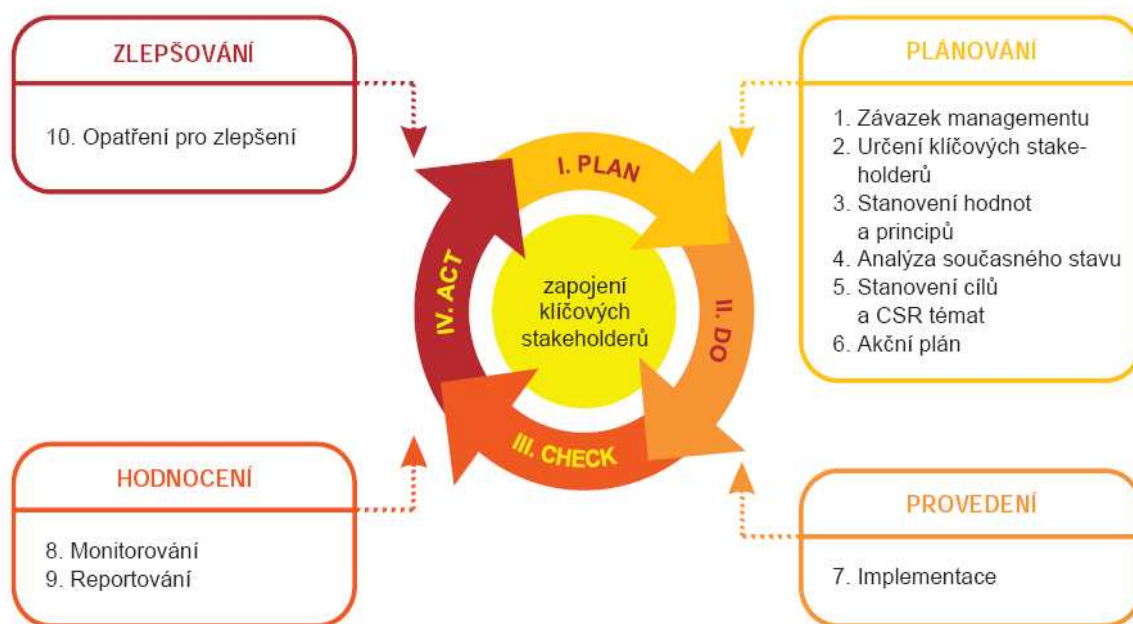 ZLEPŠOVÁNÍ
10. Opatření pro zlepšení
PLÁNOVÁNÍ
1. Závazek managementu
2. Určení klíčových stake-
holderů
3. Stanovení hodnot
a principů
4. Analýza současného stavu
5. Stanovení cílů
a CSR témat
6. Akční plán
I. PLAN
II. DO
III. CHECK
IV. ACT
zapojení
klíčových
stakeholderů
HODNOCENÍ
8. Monitorování
9. Reportování
PROVEDENÍ
7. Implementace